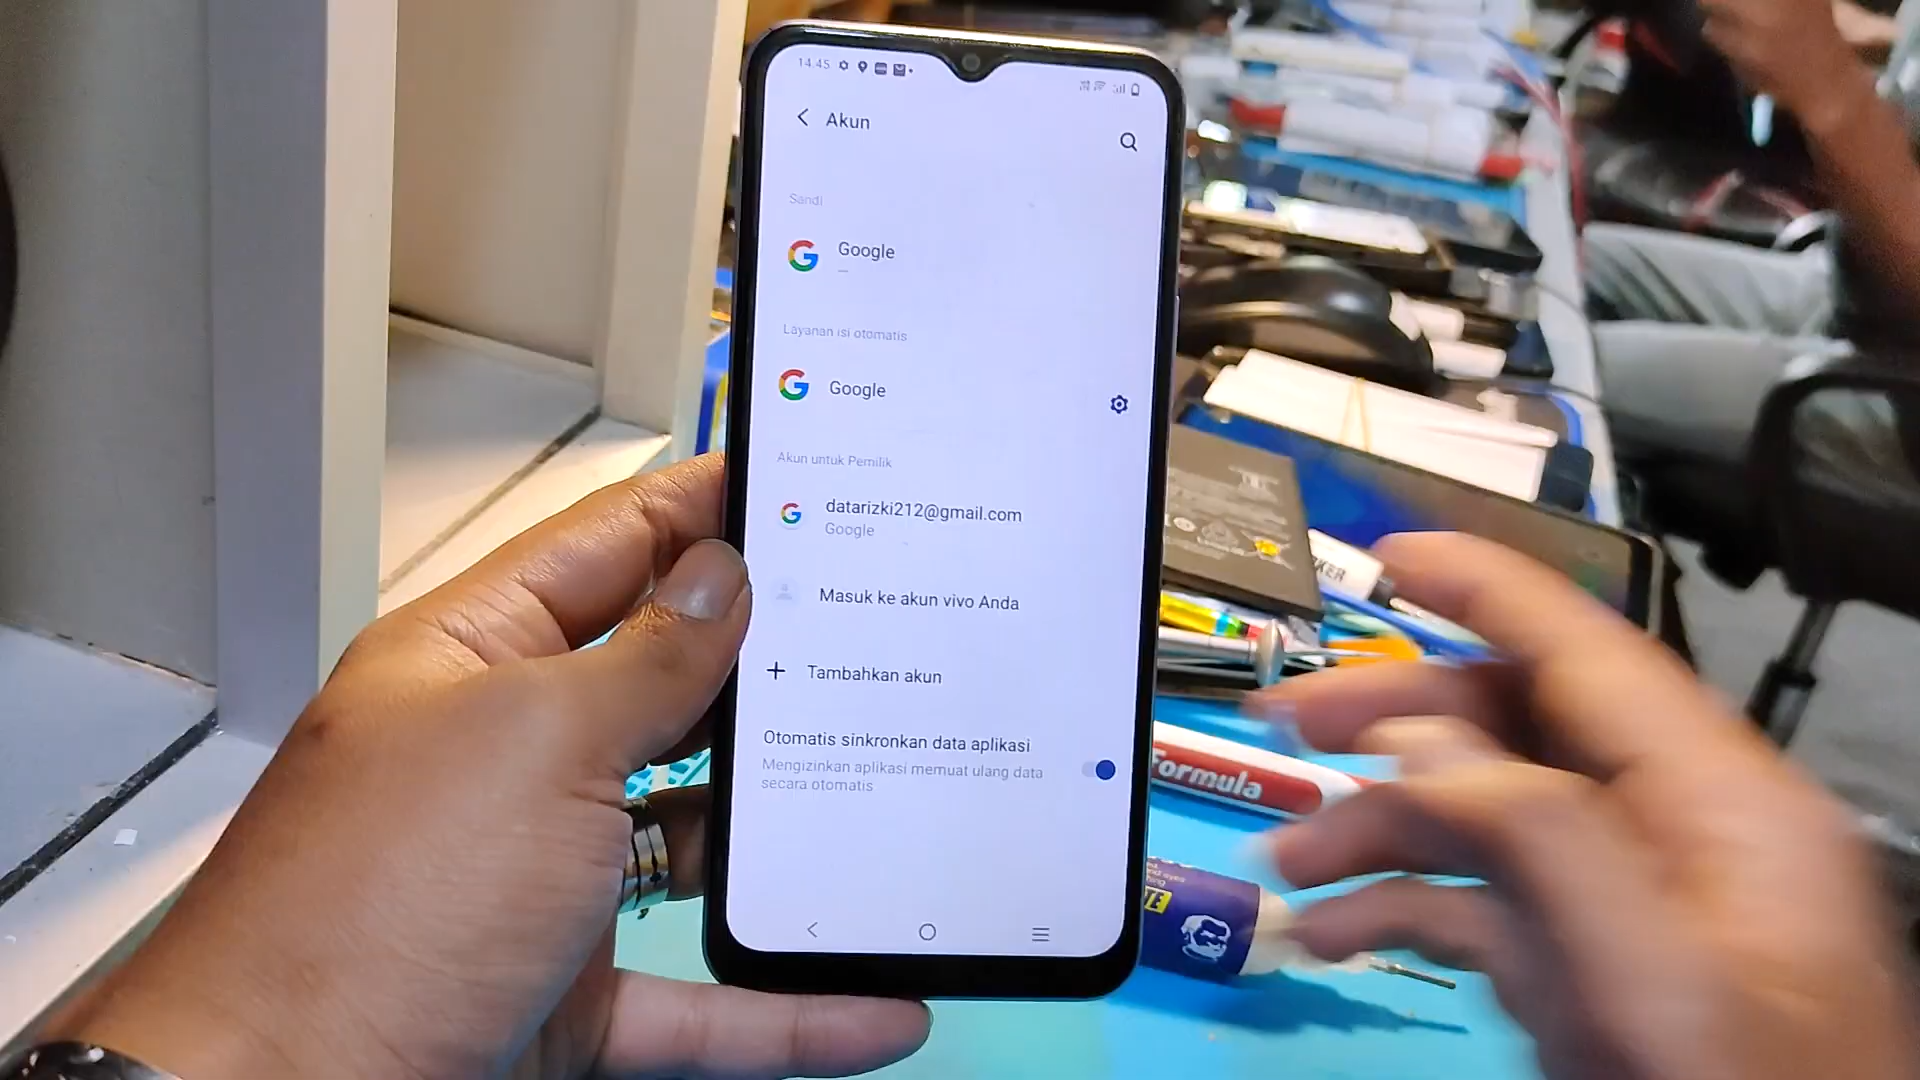 14.45
Akun
Sandi
Google
Layanan isi otomatis
Google
Akun untuk Pemilik
datarizki212@gmail.com
Google
Masuk ke akun vivo Anda
Tambahkan akun
Otomatis sinkronkan data aplikasi
Mengizinkan aplikasi memuat ulang data
secara otomatis
Formula